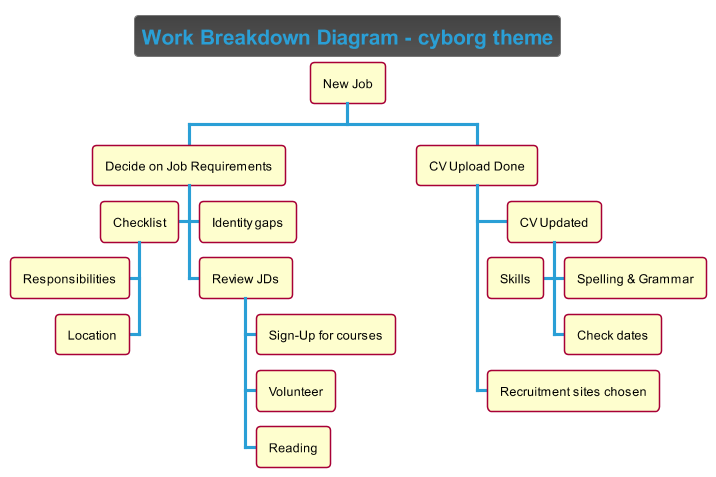 Work Breakdown Diagram - cyborg theme
New Job
Decide on Job Requirements
CV Upload Done
Checklist
Identity gaps
CV Updated
Responsibilities
Review JDs
Skills
Spelling & Grammar
Location
Sign-Up for courses
Check dates
Volunteer
Recruitment sites chosen
Reading